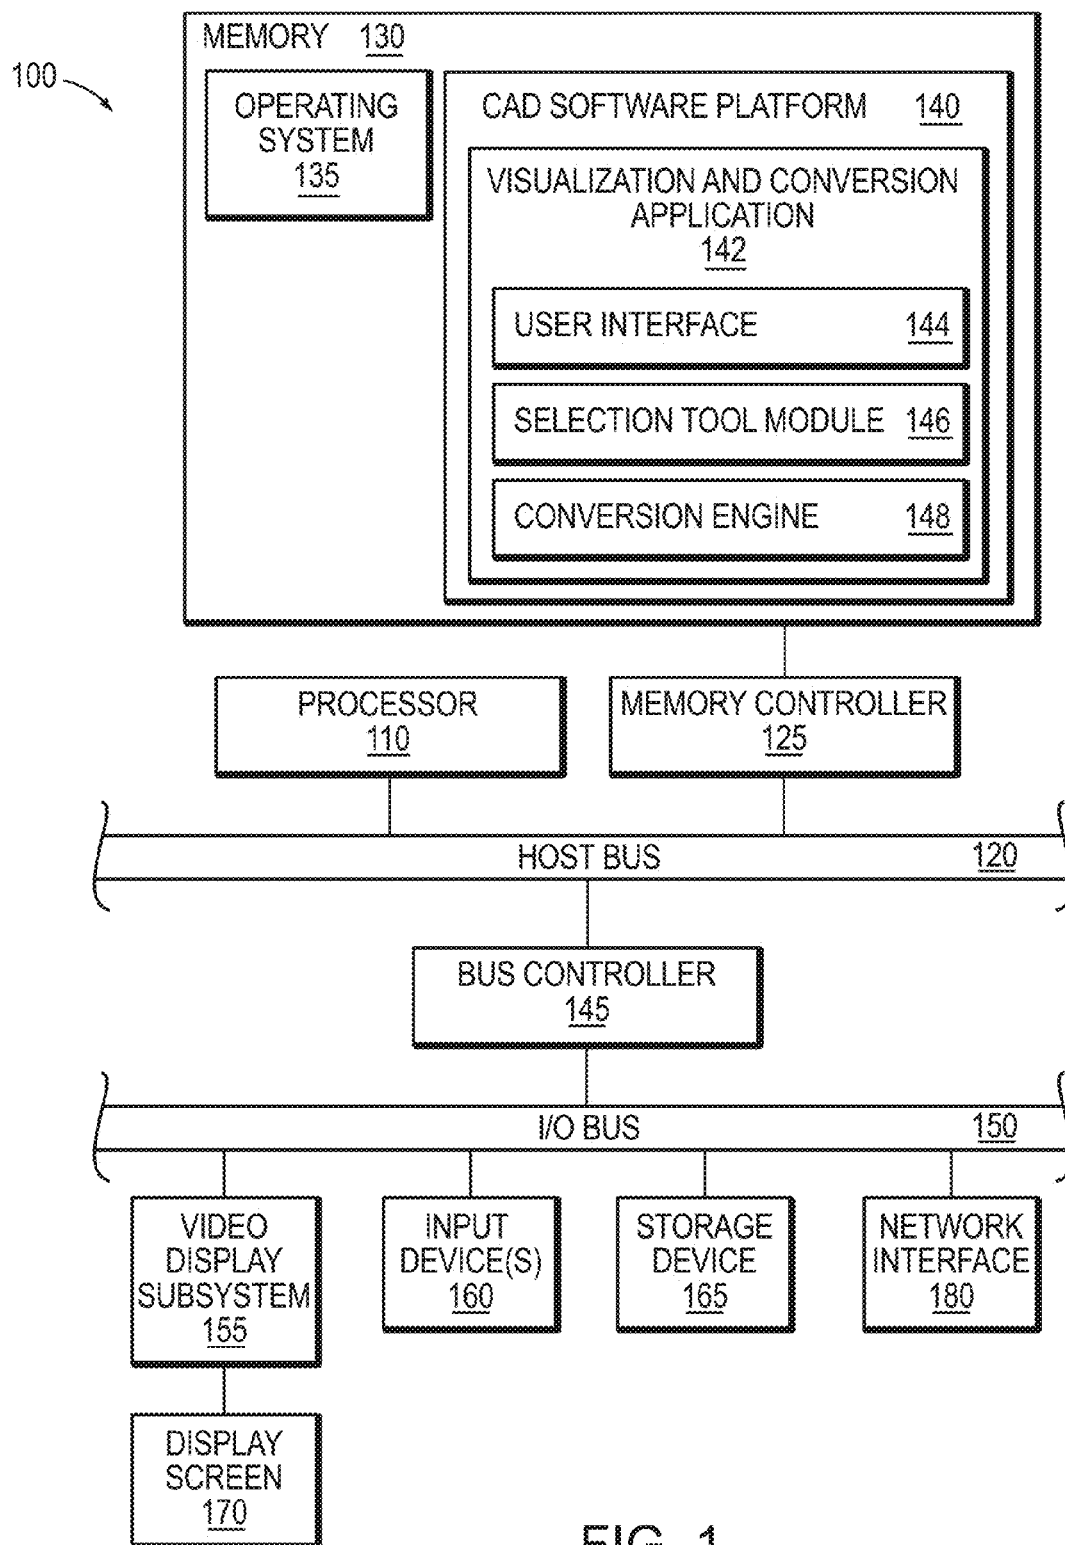 MEMORY 130
100
OPERATING
SYSTEM
135
CAD SOFTWARE PLATFORM 140
VISUALIZATION AND CONVERSION
APPLICATION
142
USER INTERFACE 144
SELECTION TOOL MODULE 146
CONVERSION ENGINE 148
PROCESSOR
110
MEMORY CONTROLLER
125
HOST BUS 120
BUS CONTROLLER
145
I/O BUS 150
VIDEO
DISPLAY
SUBSYSTEM
155
INPUT
DEVICE(S)
160
STORAGE
DEVICE
165
NETWORK
INTERFACE
180
DISPLAY
SCREEN
170
FIG. 1